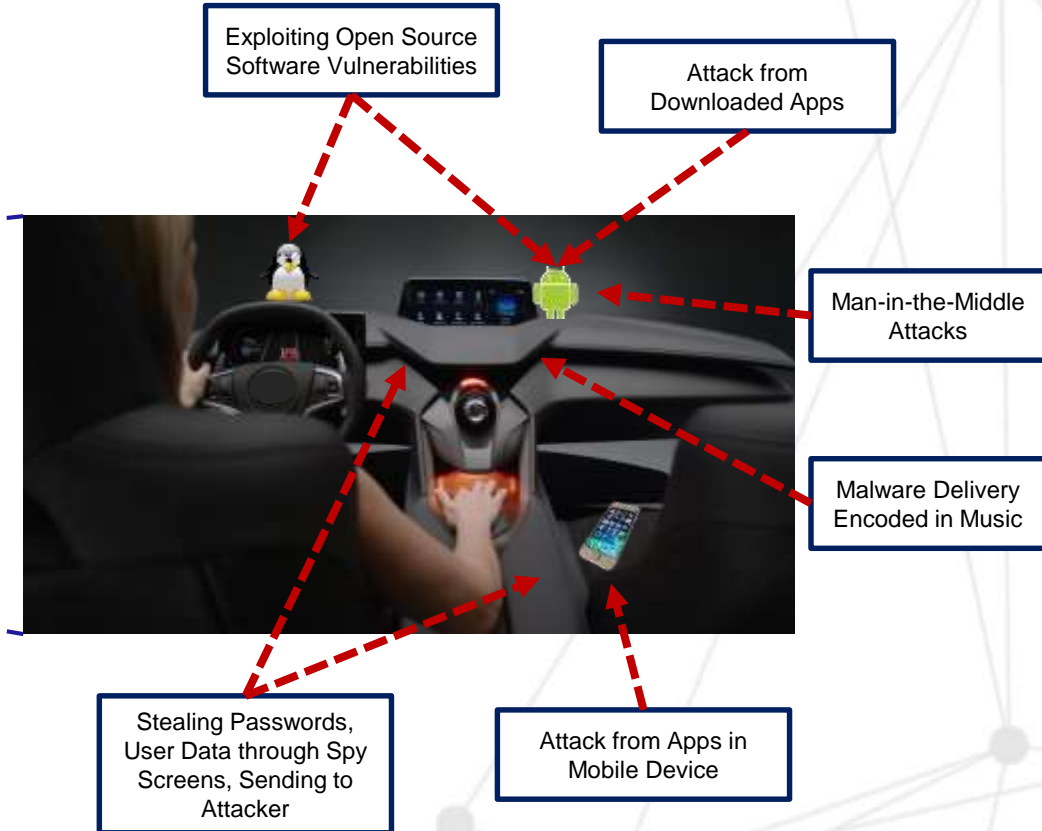 Exploiting Open Source
Software Vulnerabilities
Attack from
Downloaded Apps
Man-in-the-Middle
Attacks
Malware Delivery
Encoded in Music
Stealing Passwords,
User Data through Spy
Screens, Sending to
Attacker
Attack from Apps in
Mobile Device